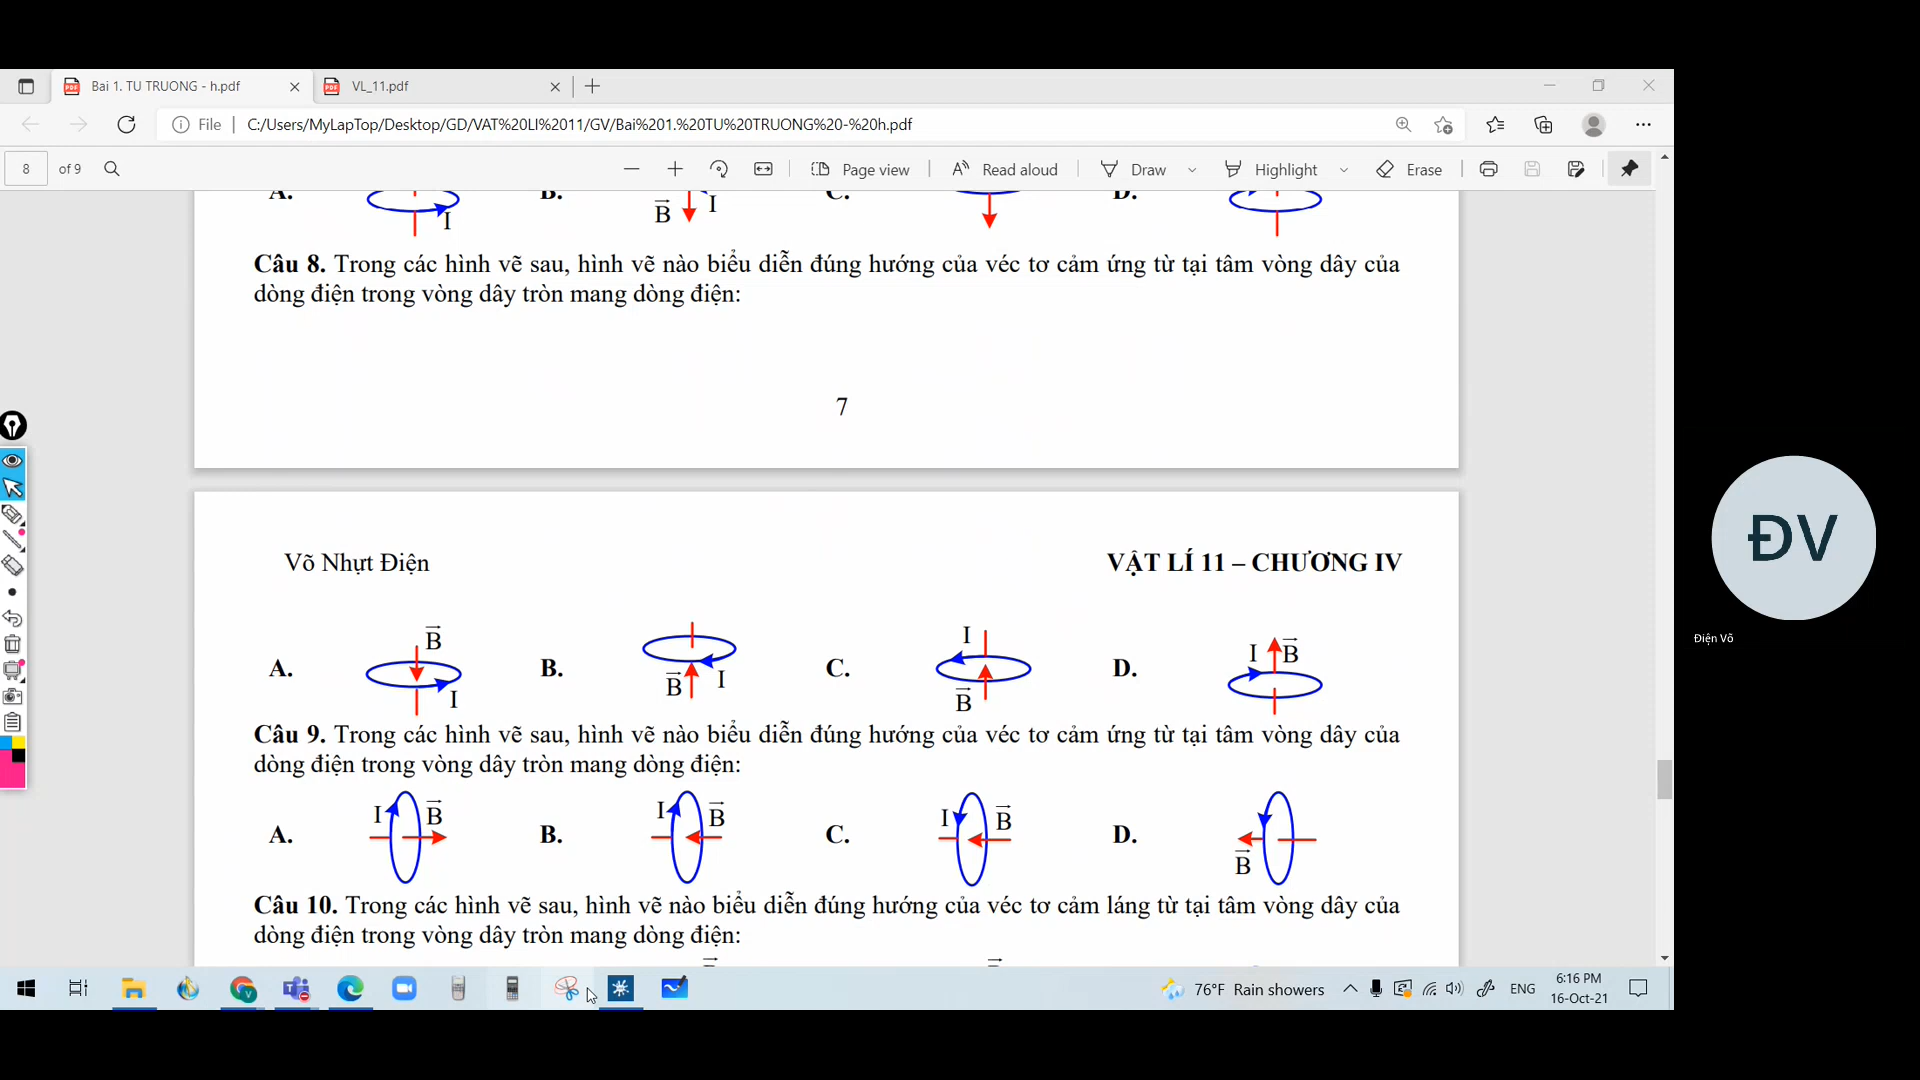 Bai 1. TU TRUONG - h.pdf
VL_11.pdf
File
C:/Users/MyLapTop/Desktop/GD/VAT%20LI%2011/GV/Bai%201.%20TU%20TRUONG%20-%20h.pdf
8 of 9
Page view
Read aloud
Draw
Highlight
Erase
A. I B. B I C. D.
Câu 8. Trong các hình vẽ sau, hình vẽ nào biểu diễn đúng hướng của véc tơ cảm ứng từ tại tâm vòng dây của
dòng điện trong vòng dây tròn mang dòng điện:
7
Võ Nhựt Điện
VẬT LÍ 11 – CHƯƠNG IV
A. B I B. B I C. I B D. I B
Câu 9. Trong các hình vẽ sau, hình vẽ nào biểu diễn đúng hướng của véc tơ cảm ứng từ tại tâm vòng dây của
dòng điện trong vòng dây tròn mang dòng điện:
A. I B B. I B C. I B D. B
Câu 10. Trong các hình vẽ sau, hình vẽ nào biểu diễn đúng hướng của véc tơ cảm láng từ tại tâm vòng dây của
dòng điện trong vòng dây tròn mang dòng điện:
ĐV
Điện Võ
76°F Rain showers
ENG
6:16 PM
16-Oct-21